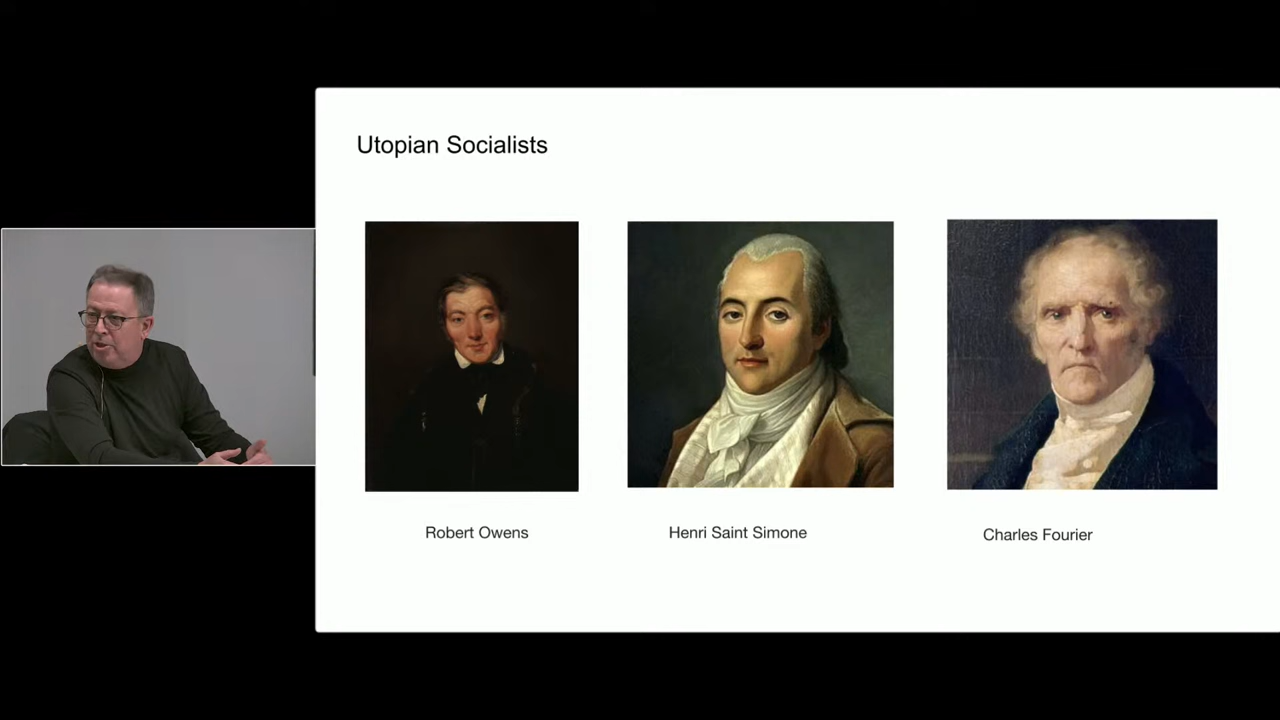 Utopian Socialists
Robert Owens
Henri Saint Simone
Charles Fourier